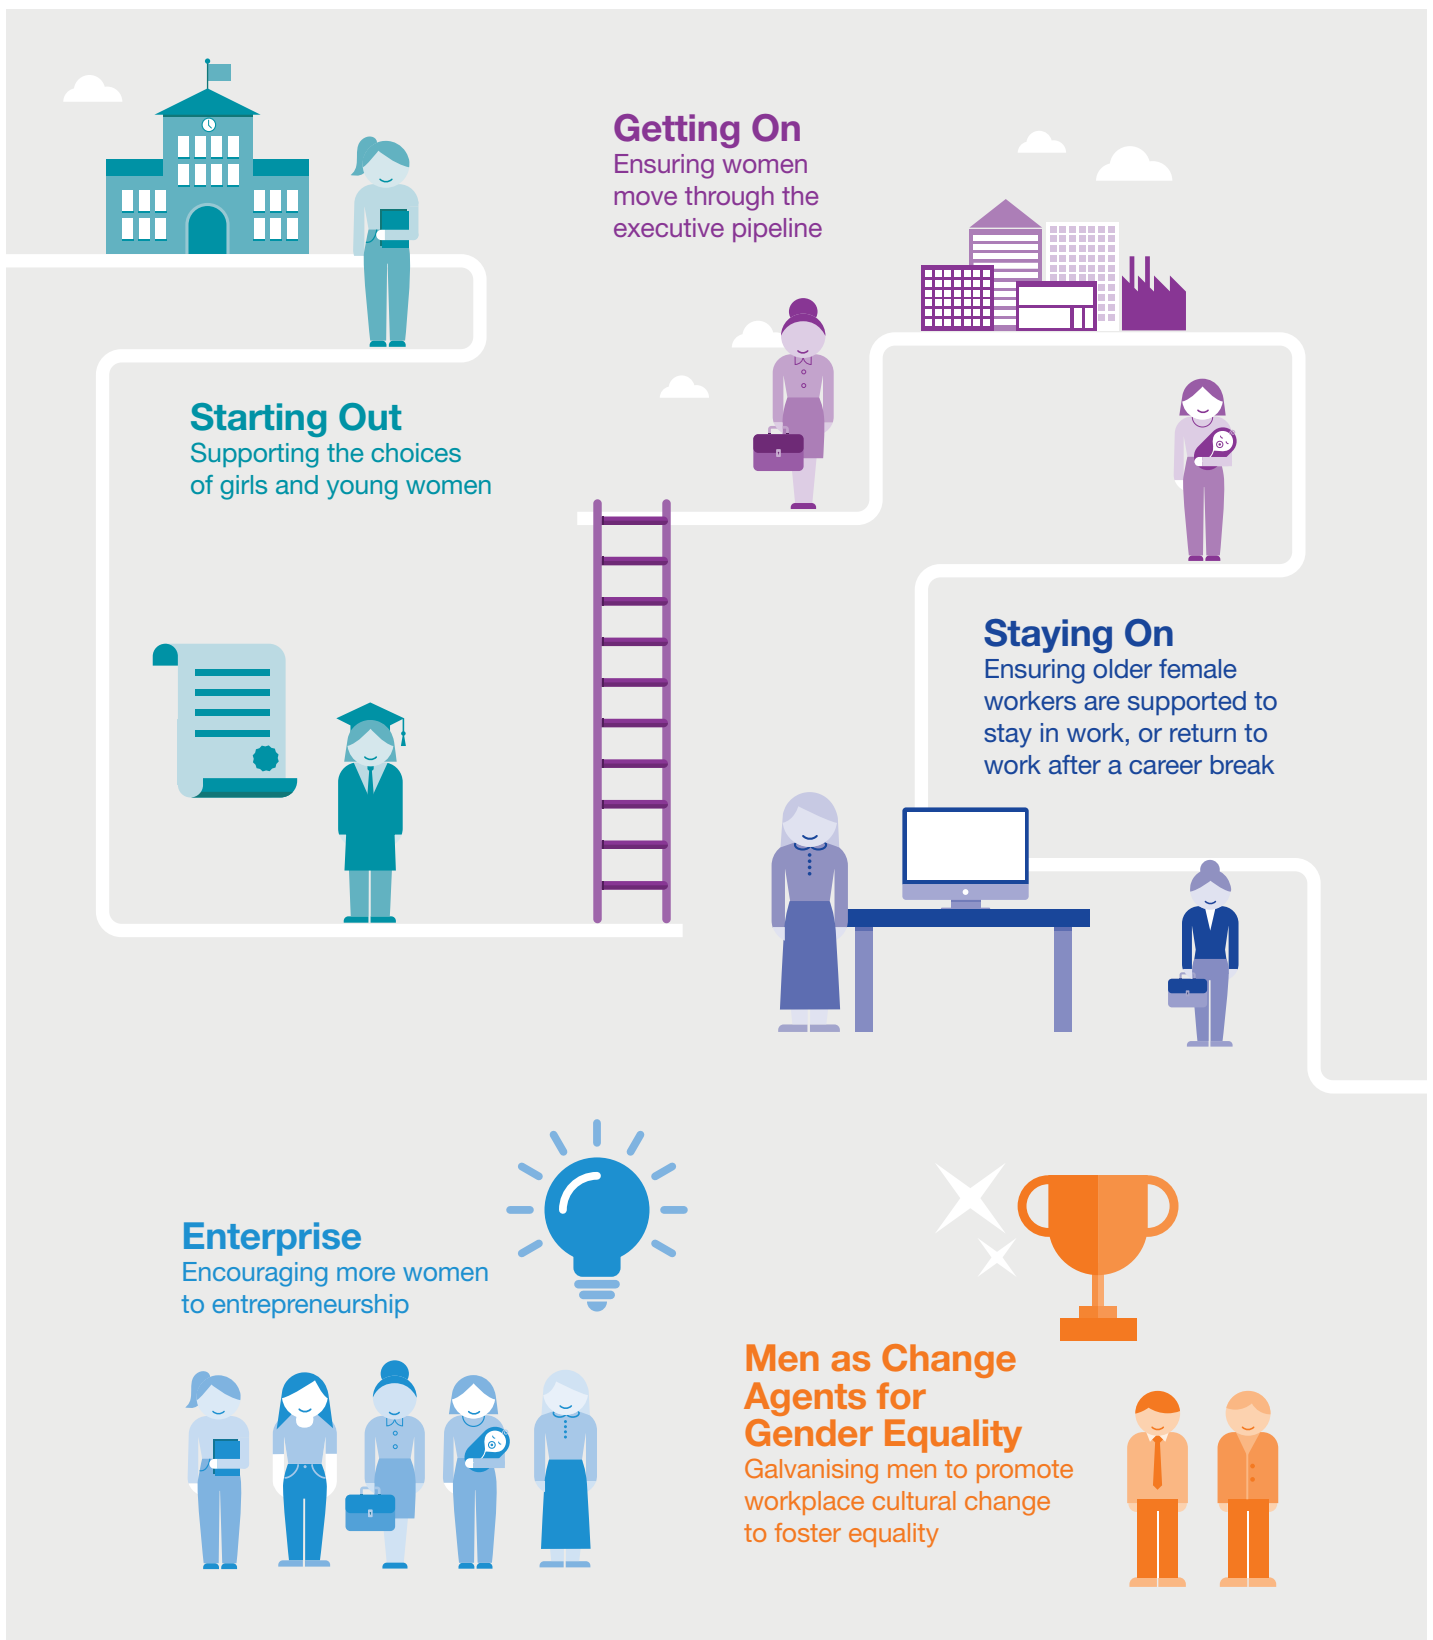 Getting On
Ensuring women
move through the
executive pipeline
Starting Out
Supporting the choices
of girls and young women
Staying On
Ensuring older female
workers are supported to
stay in work, or return to
work after a career break
Enterprise
Encouraging more women
to entrepreneurship
Men as Change
Agents for
Gender Equality
Galvanising men to promote
workplace cultural change
to foster equality